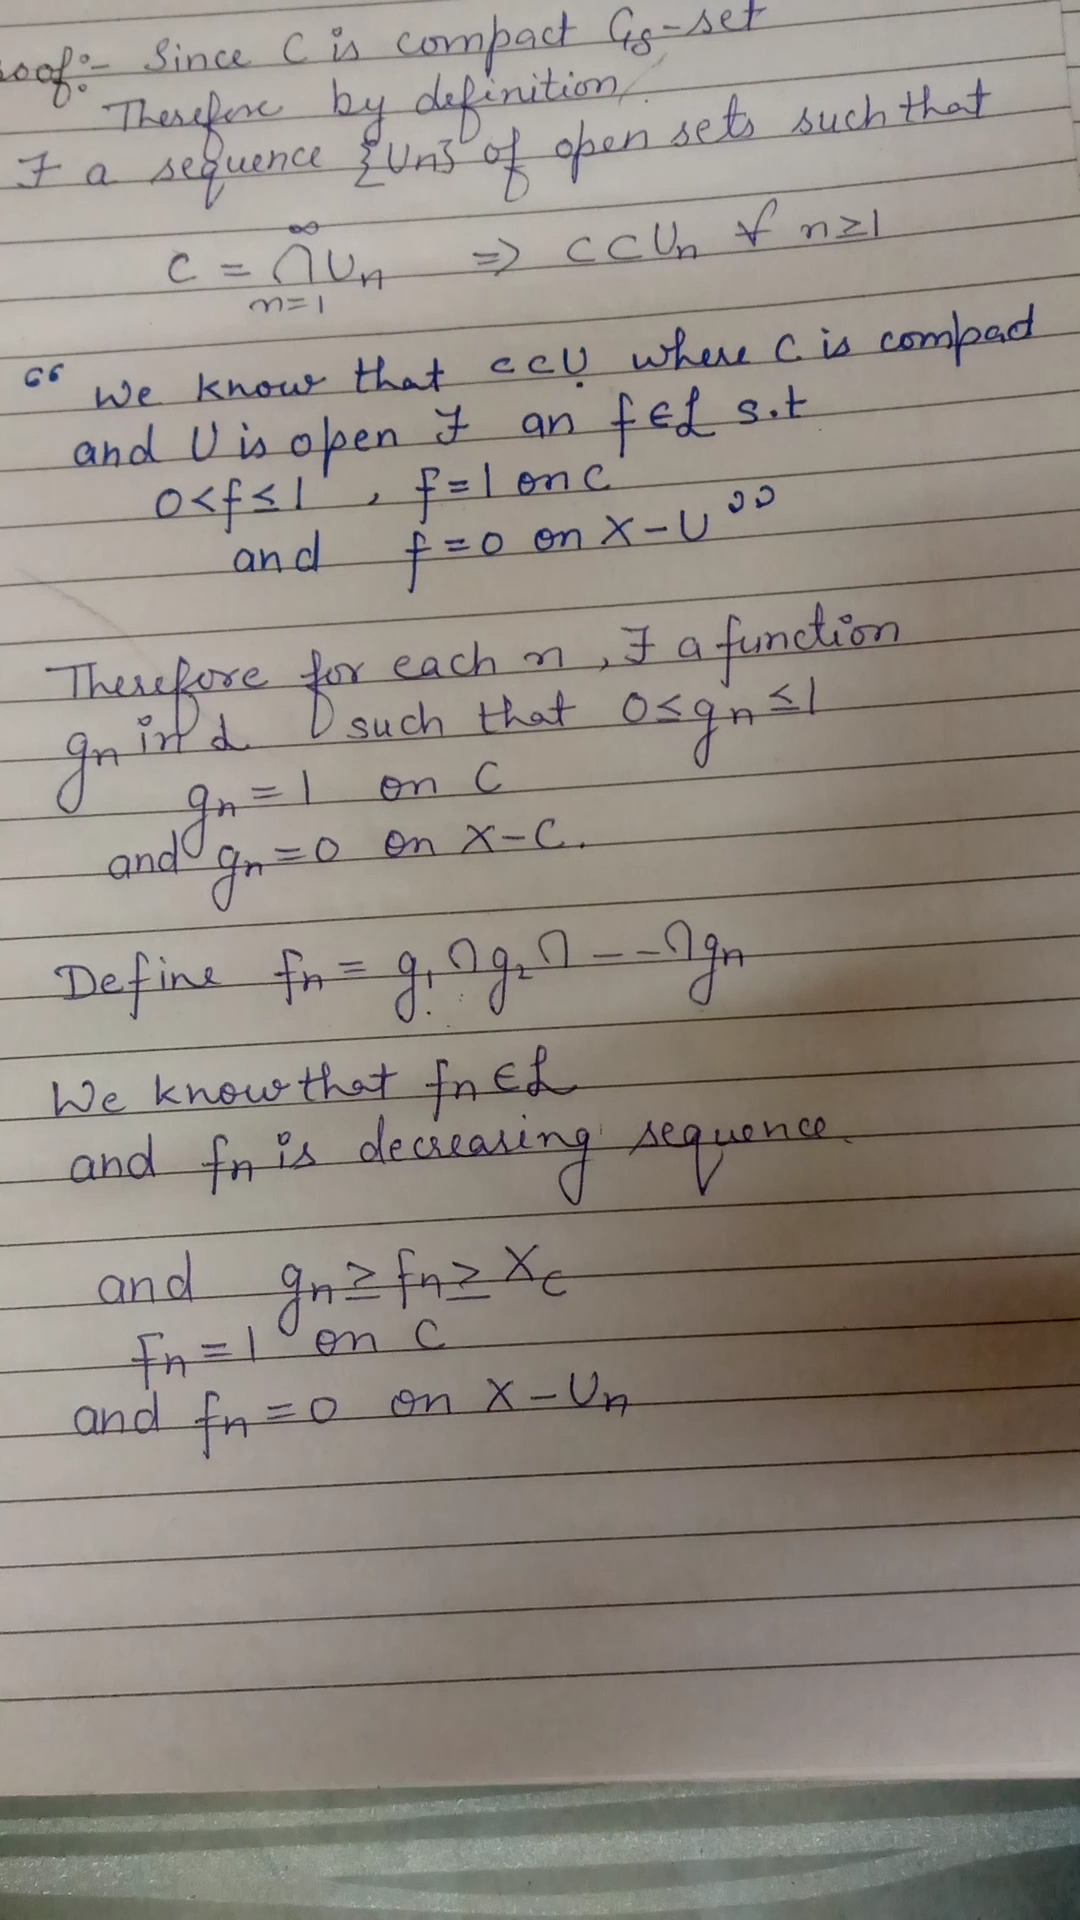 oof:- Since C is compact Gδ-set
Therefore by definition
∃ a sequence {Un} of open sets such that
C = ∞∩n=1 Un ⇒ C⊂Un ∀ n≥1
“ We know that C⊂U where C is compad
and U is open ∃ an f∈L s.t
0<f≤1 , f=1 on C
and f=0 on X-U ”
Therefore for each n, ∃ a function
gn in L such that 0≤gn≤1
gn=1 on C
and gn=0 on X-C.
Define fn = g1∩g2∩---∩gn
We know that fn∈L
and fn is decreasing sequence.
and gn≥fn≥Xc
Fn=1 on C
and fn=0 on X-Un